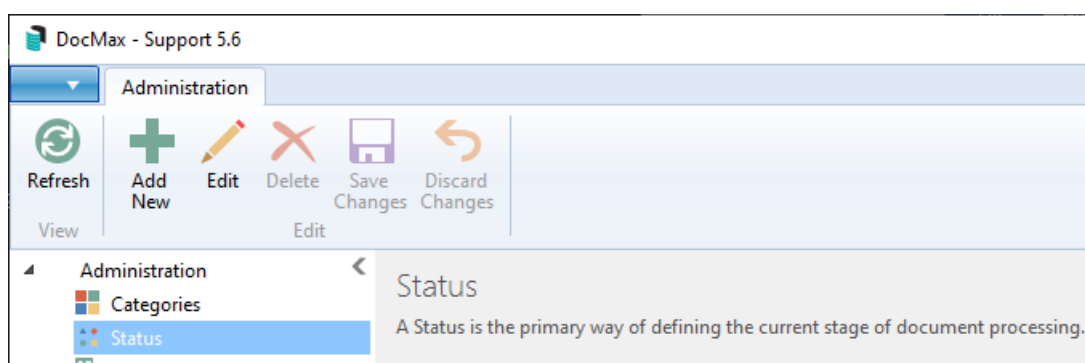 DocMax - Support 5.6
Administration
Refresh
Add New
Edit
Delete
Save Changes
Discard Changes
View
Edit
Administration
Categories
Status
Status
A Status is the primary way of defining the current stage of document processing.